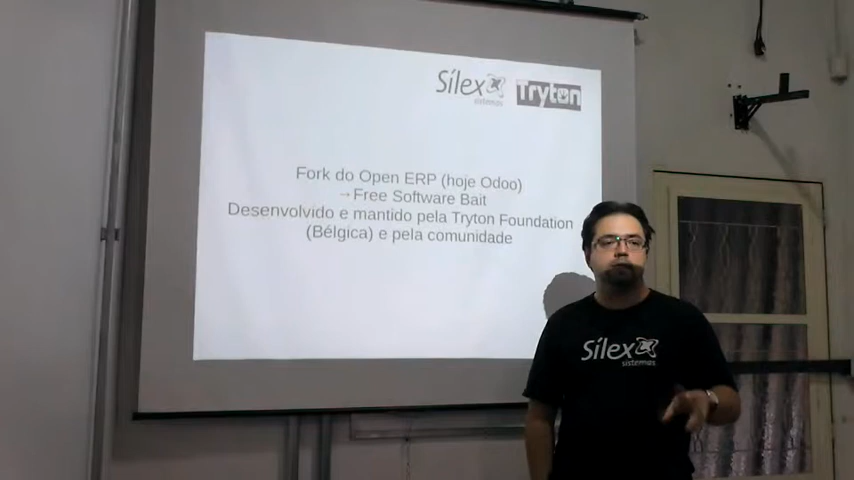 Sílex
sistemas
Tryton
Fork do Open ERP (hoje Odoo)
→Free Software Bait
Desenvolvido e mantido pela Tryton Foundation
(Bélgica) e pela comunidade
Sílex
sistemas